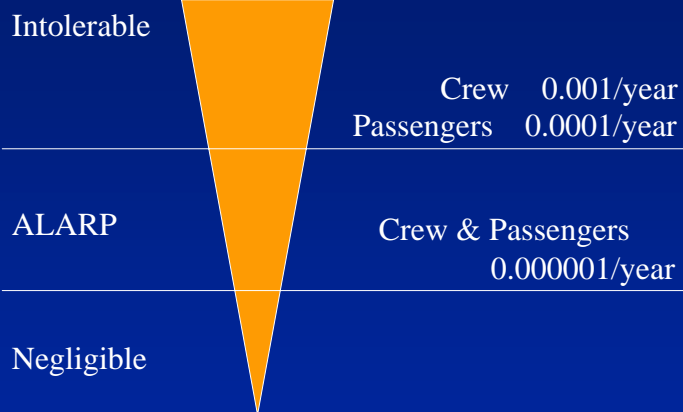 Intolerable
Crew 0.001/year
Passengers 0.0001/year
ALARP
Crew & Passengers
0.000001/year
Negligible